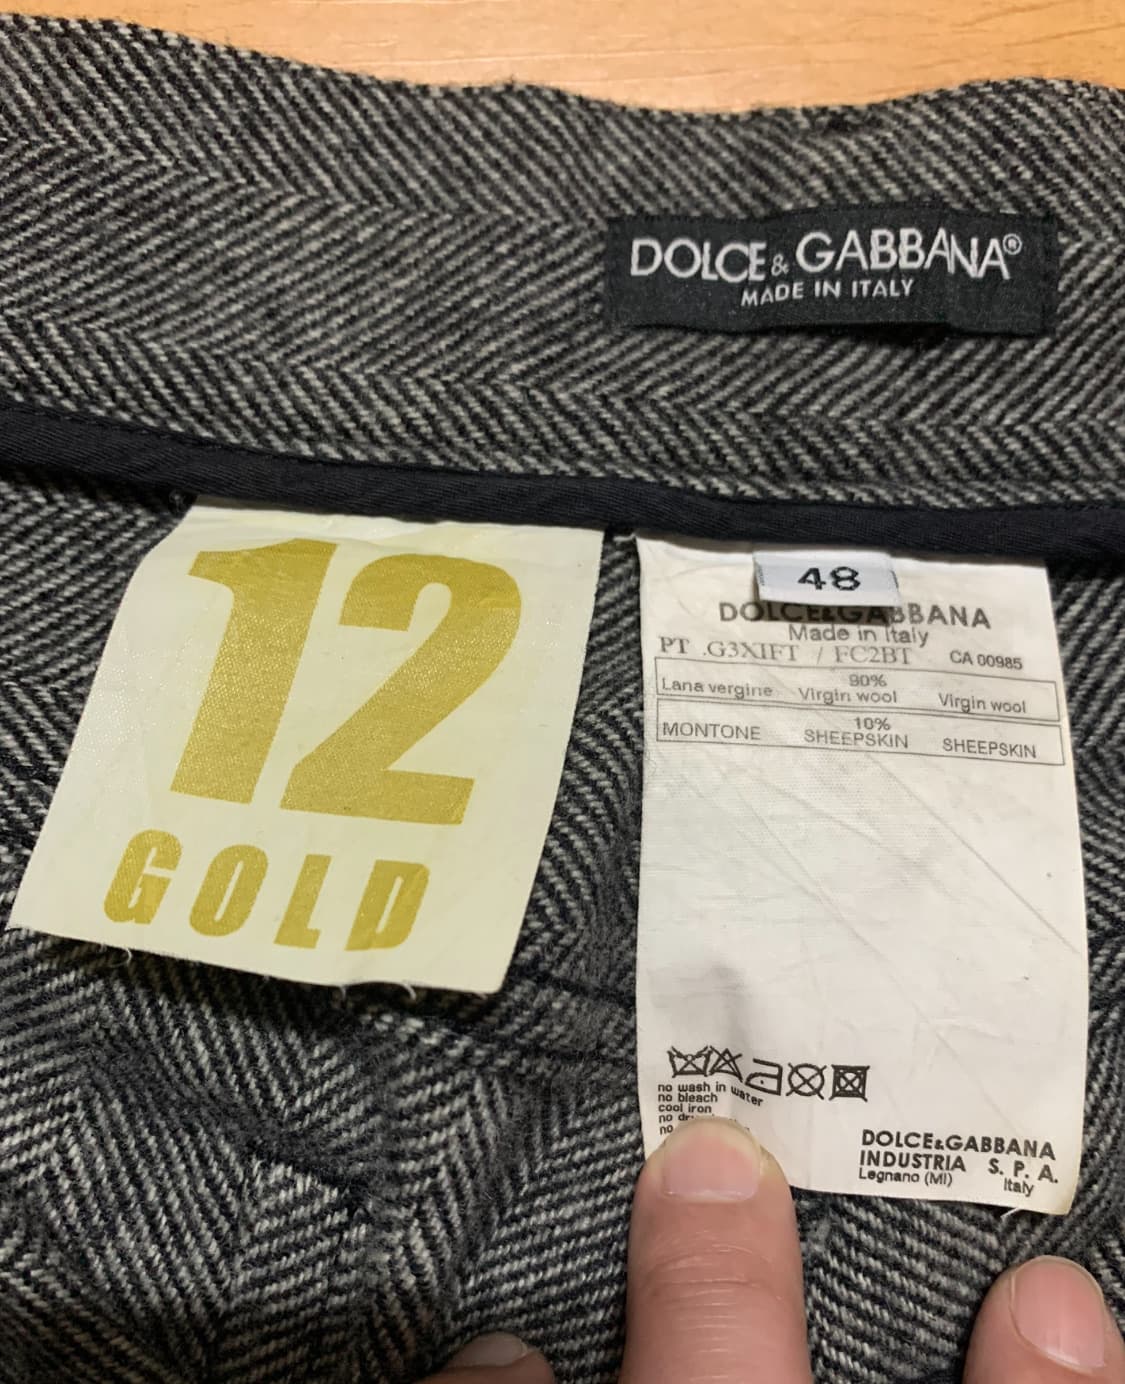 DOLCE & GABBANA®
MADE IN ITALY
12
GOLD
48
DOLCE&GABBANA
Made in Italy
PT .G3XIFT / FC2BT CA 00985
90%
Lana vergine Virgin wool Virgin wool
10%
MONTONE SHEEPSKIN SHEEPSKIN
no wash in water
no bleach
cool iron
no
no
DOLCE&GABBANA
INDUSTRIA S. P. A.
Legnano (MI) Italy